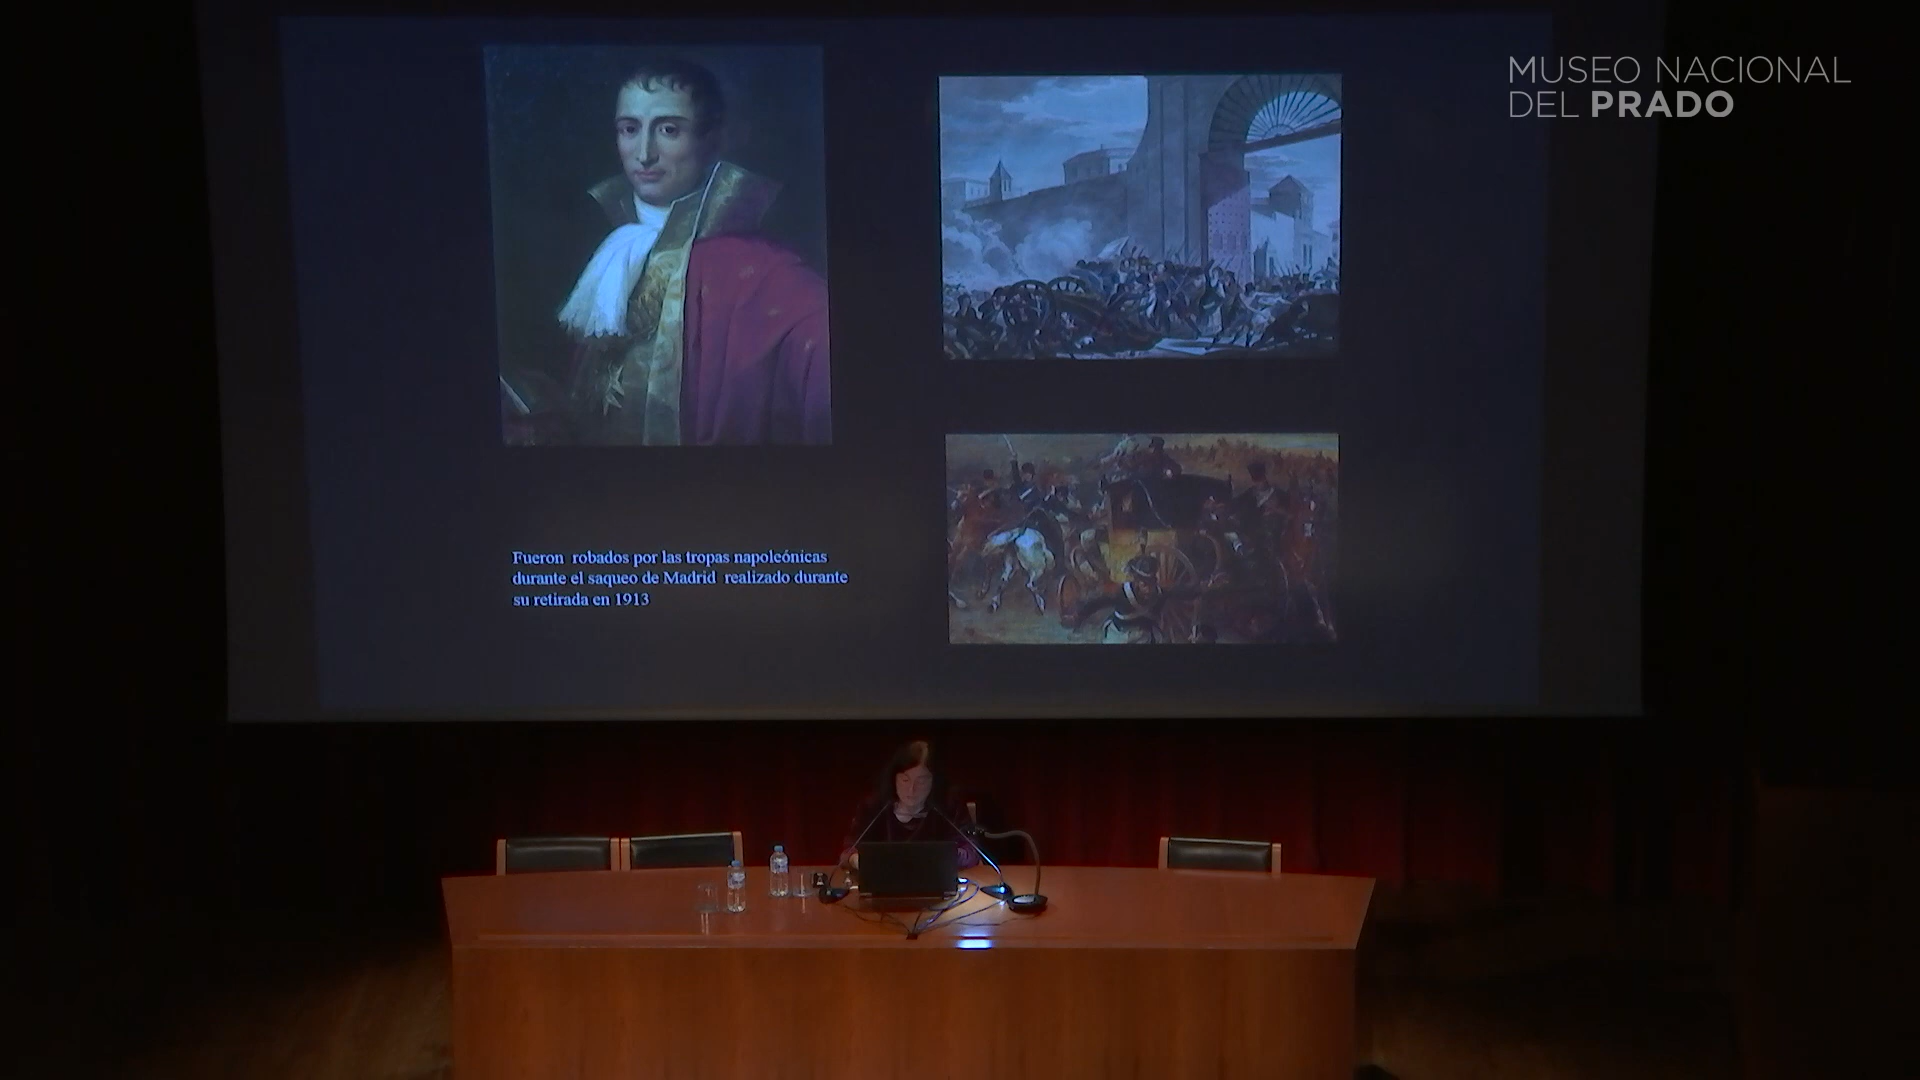 MUSEO NACIONAL
DEL PRADO
Fueron robados por las tropas napoleónicas
durante el saqueo de Madrid realizado durante
su retirada en 1913